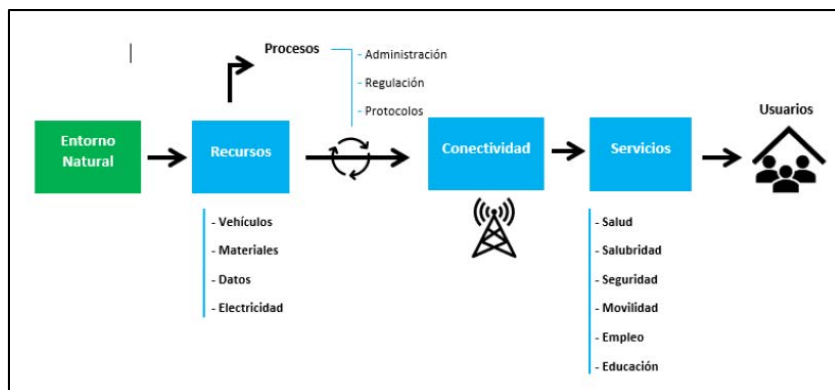 Procesos
- Administración
- Regulación
- Protocolos
Usuarios
Entorno
Natural
Recursos
Conectividad
Servicios
- Vehículos
- Materiales
- Datos
- Electricidad
- Salud
- Salubridad
- Seguridad
- Movilidad
- Empleo
- Educación